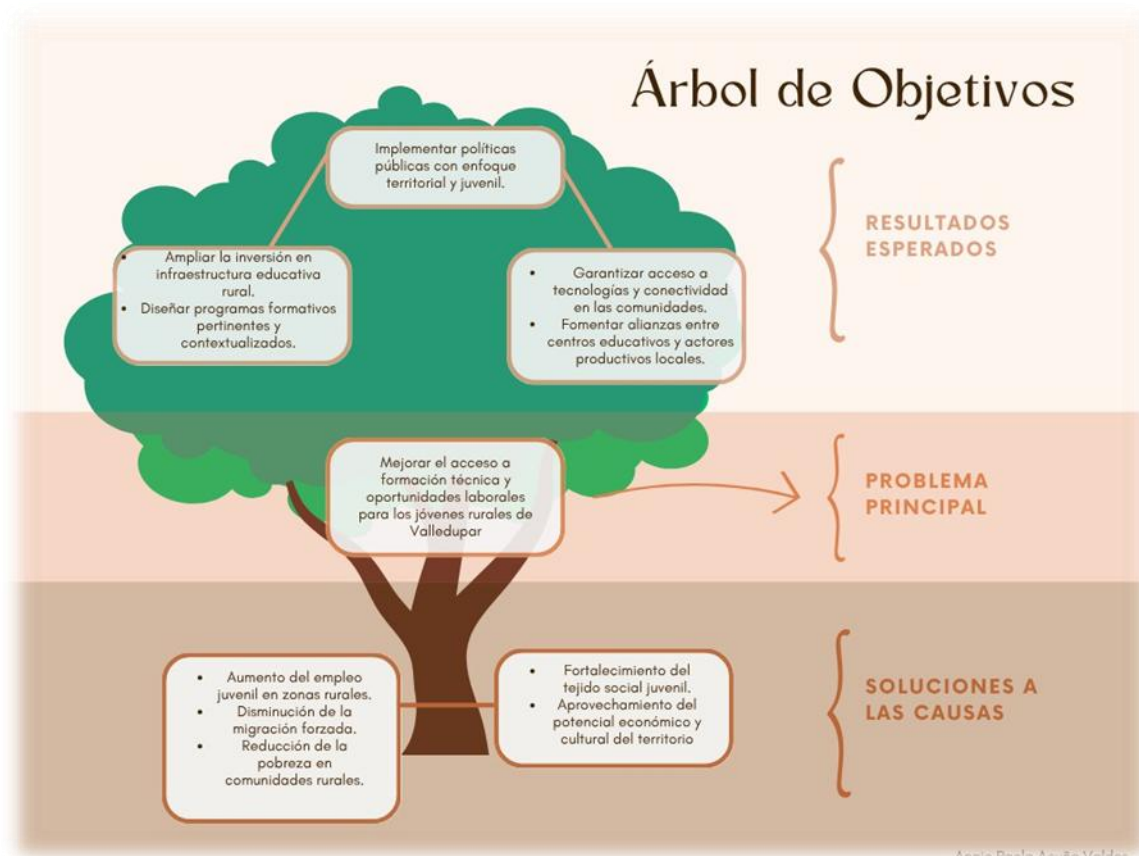 Árbol de Objetivos
Implementar políticas
públicas con enfoque
territorial y juvenil.
RESULTADOS
ESPERADOS
• Ampliar la inversión en
infraestructura educativa
rural.
• Diseñar programas formativos
pertinentes y
contextualizados.
• Garantizar acceso a
tecnologías y conectividad
en las comunidades.
• Fomentar alianzas entre
centros educativos y actores
productivos locales.
Mejorar el acceso a
formación técnica y
oportunidades laborales
para los jóvenes rurales de
Valledupar
PROBLEMA
PRINCIPAL
• Aumento del empleo
juvenil en zonas rurales.
• Disminución de la
migración forzada.
• Reducción de la
pobreza en
comunidades rurales.
• Fortalecimiento del
tejido social juvenil.
• Aprovechamiento del
potencial económico y
cultural del territorio
SOLUCIONES A
LAS CAUSAS